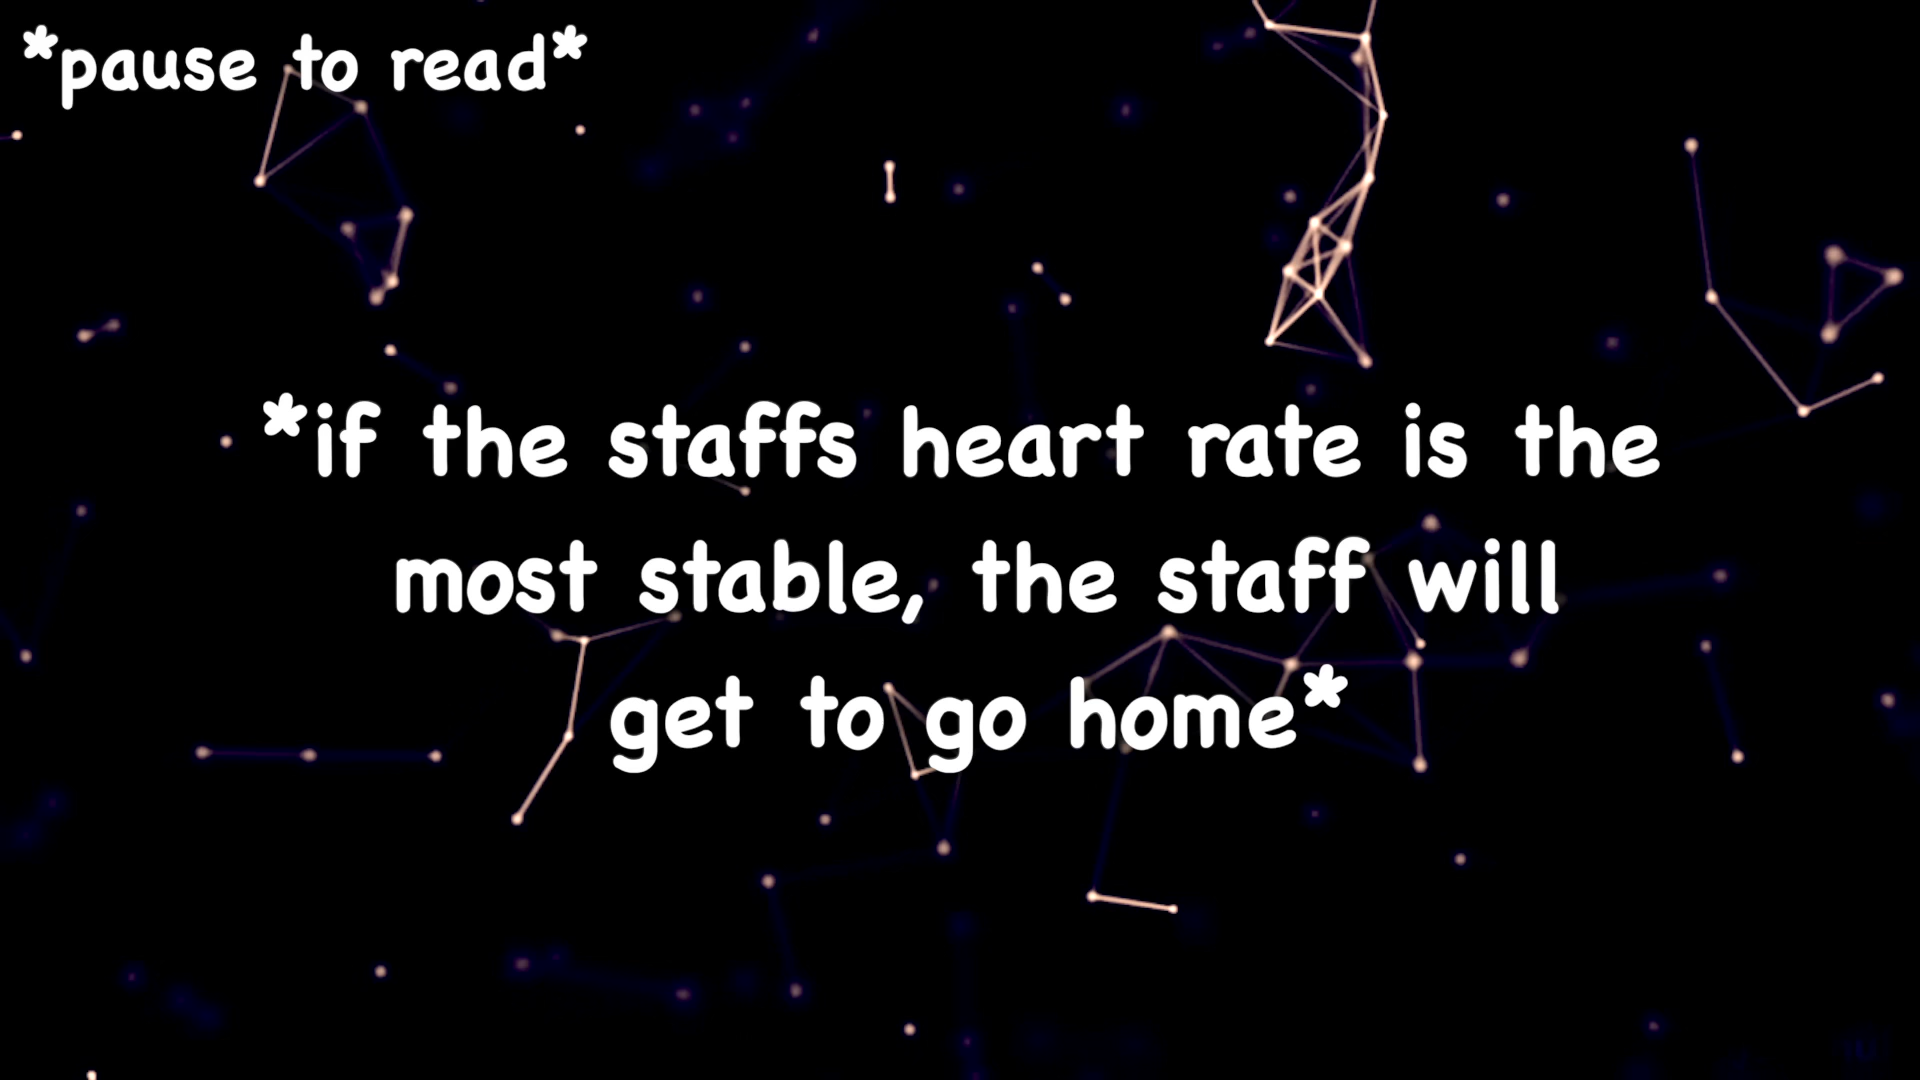 *pause to read*
*if the staffs heart rate is the
most stable, the staff will
get to go home*